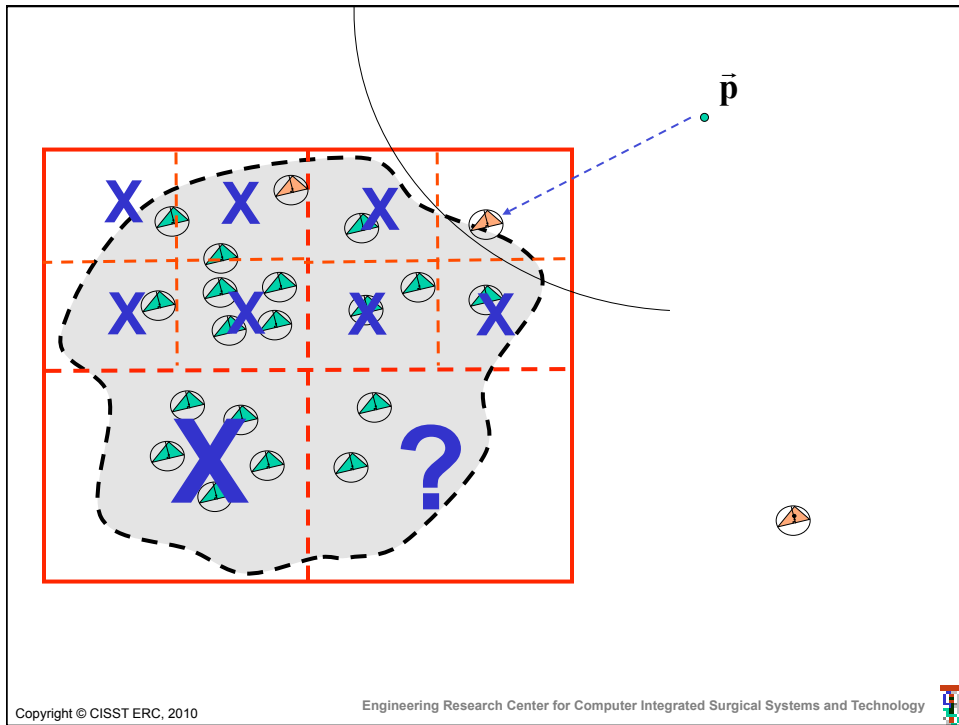 p⃗
X X X
X X X X
X ?
Copyright © CISST ERC, 2010
Engineering Research Center for Computer Integrated Surgical Systems and Technology